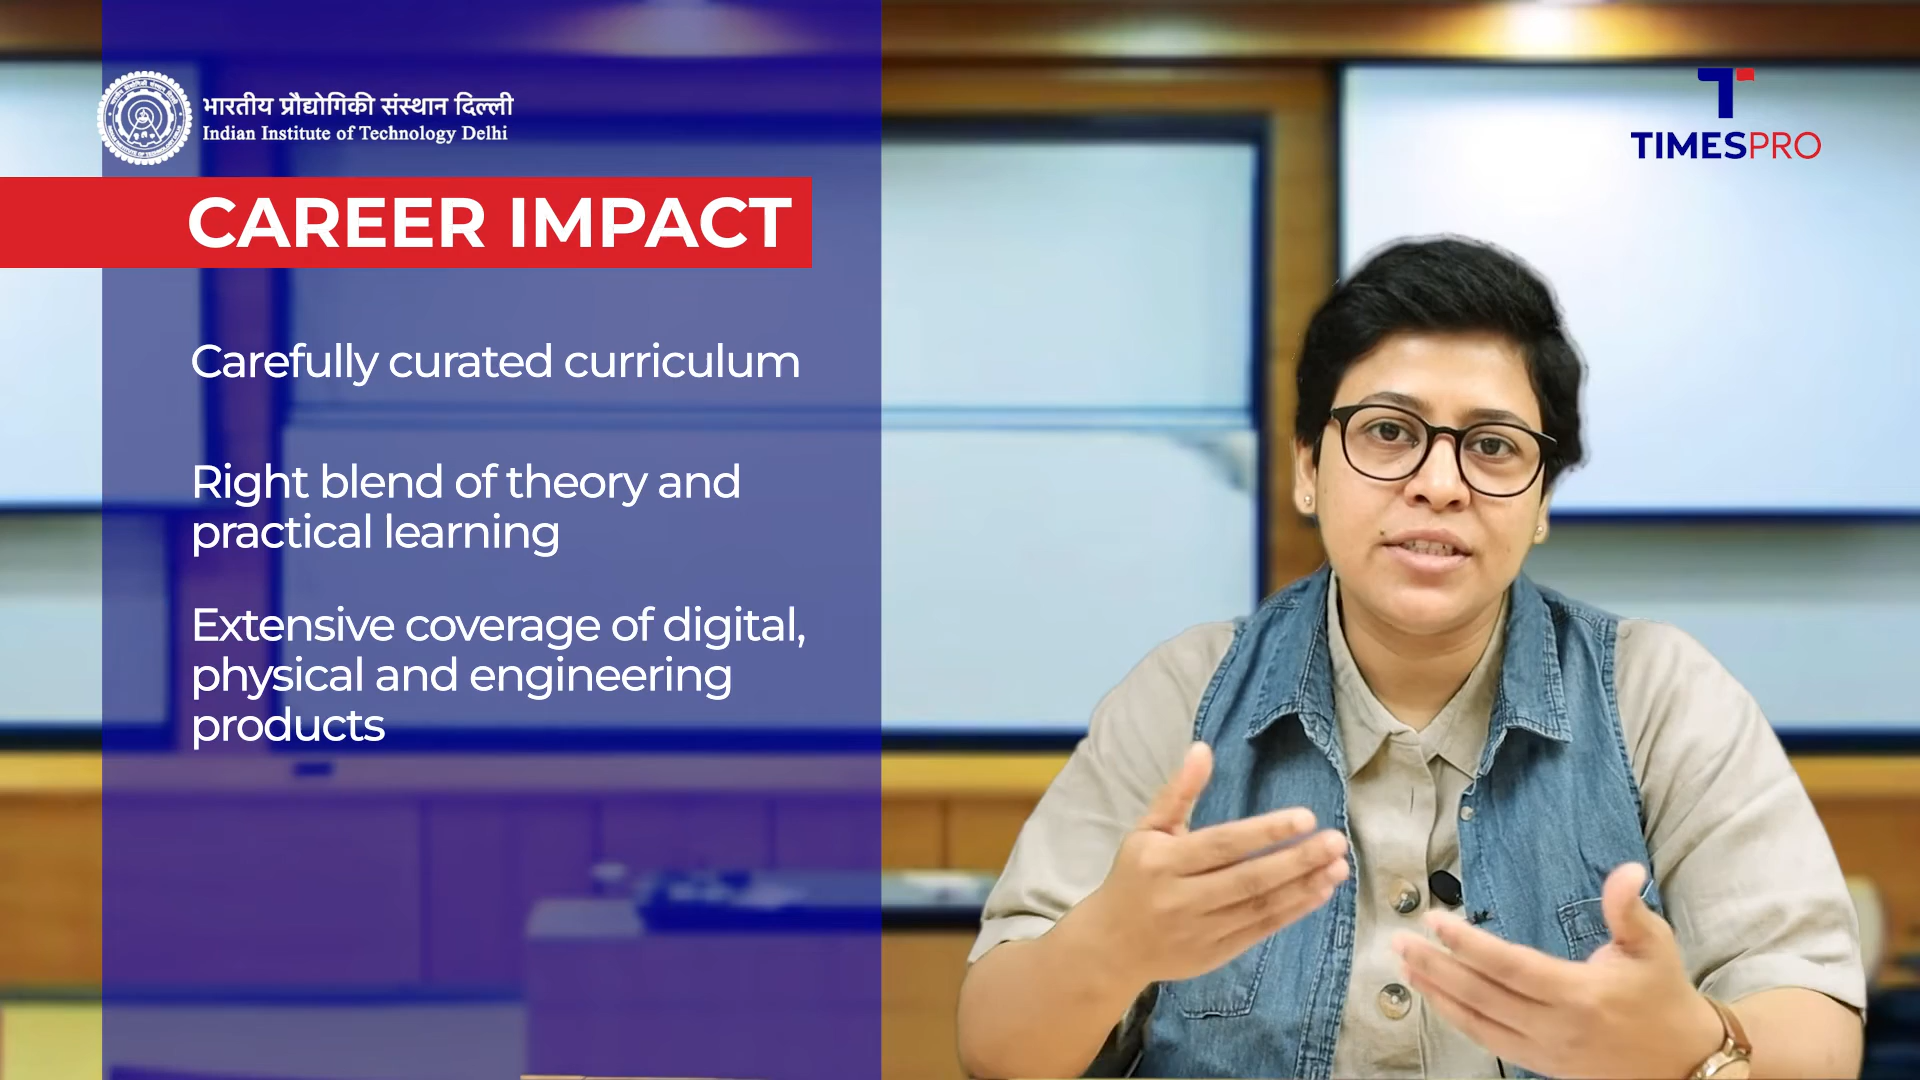 भारतीय प्रौद्योगिकी संस्थान दिल्ली
Indian Institute of Technology Delhi
TIMESPRO
CAREER IMPACT
Carefully curated curriculum
Right blend of theory and
practical learning
Extensive coverage of digital,
physical and engineering
products